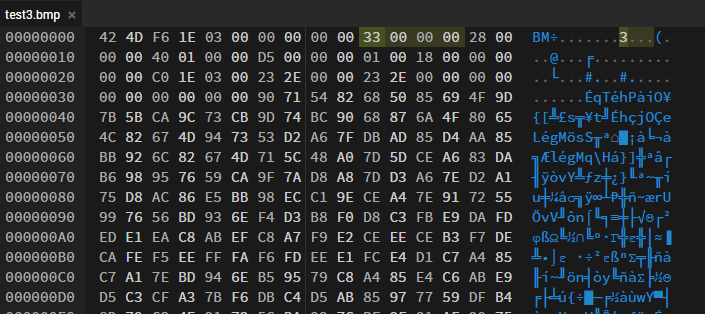 test3.bmp ×
00000000 42 4D F6 1E 03 00 00 00 00 00 33 00 00 00 28 00 BM÷.......3...(.
00000010 00 00 40 01 00 00 D5 00 00 00 01 00 18 00 00 00 ..@...╒.........
00000020 00 00 C0 1E 03 00 23 2E 00 00 23 2E 00 00 00 00 ..└...#...#.....
00000030 00 00 00 00 00 00 90 71 54 82 68 50 85 69 4F 9D ......ÉqTéhPàiO¥
00000040 7B 5B CA 9C 73 CB 9D 74 BC 90 68 87 6A 4F 80 65 {[╩£s╦¥t╝ÉhçjOÇe
00000050 4C 82 67 4D 94 73 53 D2 A6 7F DB AD 85 D4 AA 85 LégMösS╥ª⌂█¡à╘¬à
00000060 BB 92 6C 82 67 4D 71 5C 48 A0 7D 5D CE A6 83 DA ╗ÆlégMq\Há}]╬ªâ┌
00000070 B6 98 95 76 59 CA 9F 7A D8 A8 7D D3 A6 7E D2 A1 ╢ÿòvY╩ƒz╪¿}╙ª~╥í
00000080 75 D8 AC 86 E5 BB 98 EC C1 9E CE A4 7E 91 72 55 u╪¼åσ╗ÿ∞┴₧╬ñ~ærU
00000090 99 76 56 BD 93 6E F4 D3 B8 F0 D8 C3 FB E9 DA FD ÖvV╜ôn⌠╙╕≡╪├√Θ┌²
000000A0 ED E1 EA C8 AB EF C8 A7 F9 E2 CE EE CE B3 F7 DE φßΩ╚½∩╚º∙Γ╬ε╬│≈▐
000000B0 CA FE F5 EE FF FA F6 FD EE E1 FC E4 D1 C7 A4 85 ╩■⌡ε ·÷²εßⁿΣ╤╟ñà
000000C0 C7 A1 7E BD 94 6E B5 95 79 C8 A4 85 E4 C6 AB E9 ╟í~╜ön╡òy╚ñàΣ╞½Θ
000000D0 D5 C3 CF A3 7B F6 DB C4 D5 AB 85 97 77 59 DF B4 ╒├╧ú{÷█─╒½àùwY▀┤